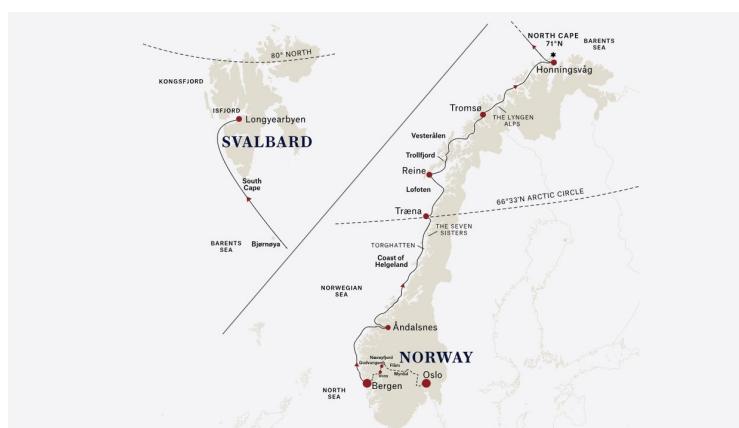 80° NORTH
KONGSFJORD
ISFJORD
Longyearbyen
SVALBARD
South
Cape
BARENTS
SEA
Bjørnøya
NORTH CAPE
71°N
BARENTS
SEA
Honningsvåg
Tromsø
THE LYNGEN
ALPS
Vesterålen
Trollfjord
Reine
Lofoten
66°33'N ARCTIC CIRCLE
Træna
THE SEVEN
SISTERS
TORGHATTEN
Coast of
Helgeland
NORWEGIAN
SEA
Åndalsnes
NORWAY
Nærøyfjord
Gudvangen
Flåm
Myrdal
Oslo
Bergen
NORTH
SEA